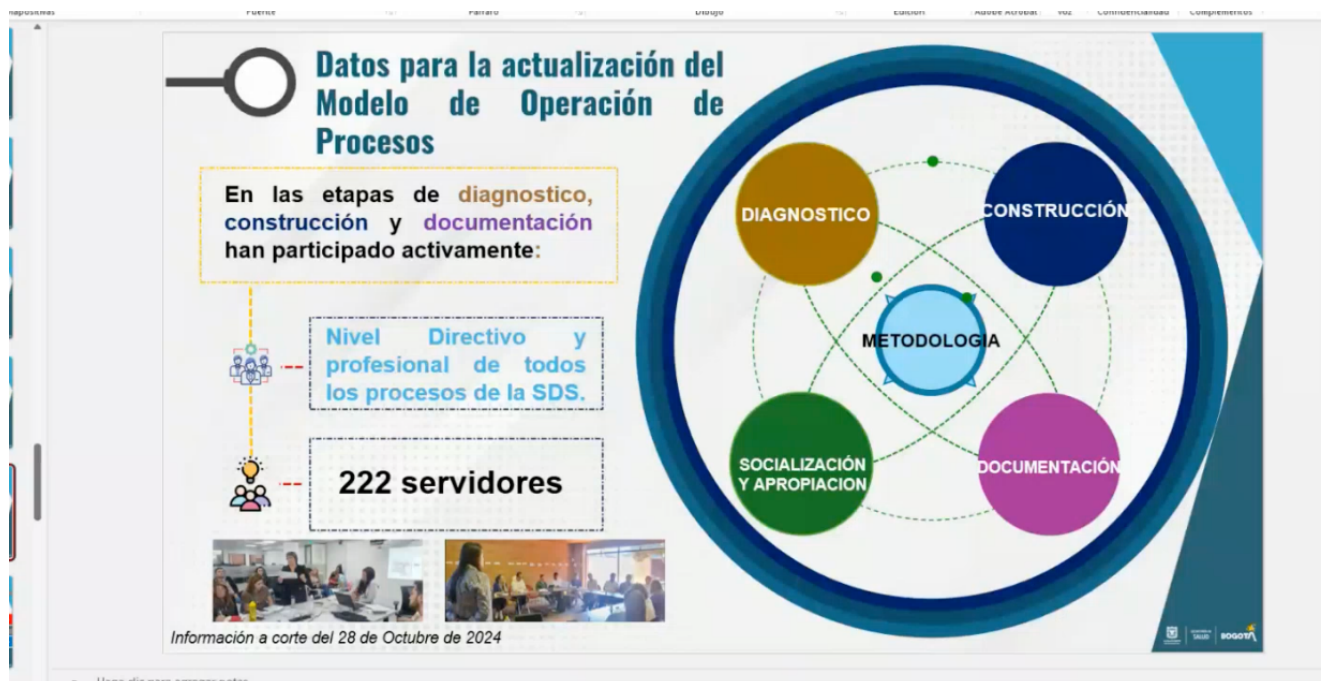 Datos para la actualización del
Modelo de Operación de
Procesos
En las etapas de diagnostico,
construcción y documentación
han participado activamente:
Nivel Directivo y
profesional de todos
los procesos de la SDS.
222 servidores
Información a corte del 28 de Octubre de 2024
DIAGNOSTICO
CONSTRUCCIÓN
METODOLOGIA
SOCIALIZACIÓN
Y APROPIACION
DOCUMENTACIÓN
SALUD
BOGOTÁ